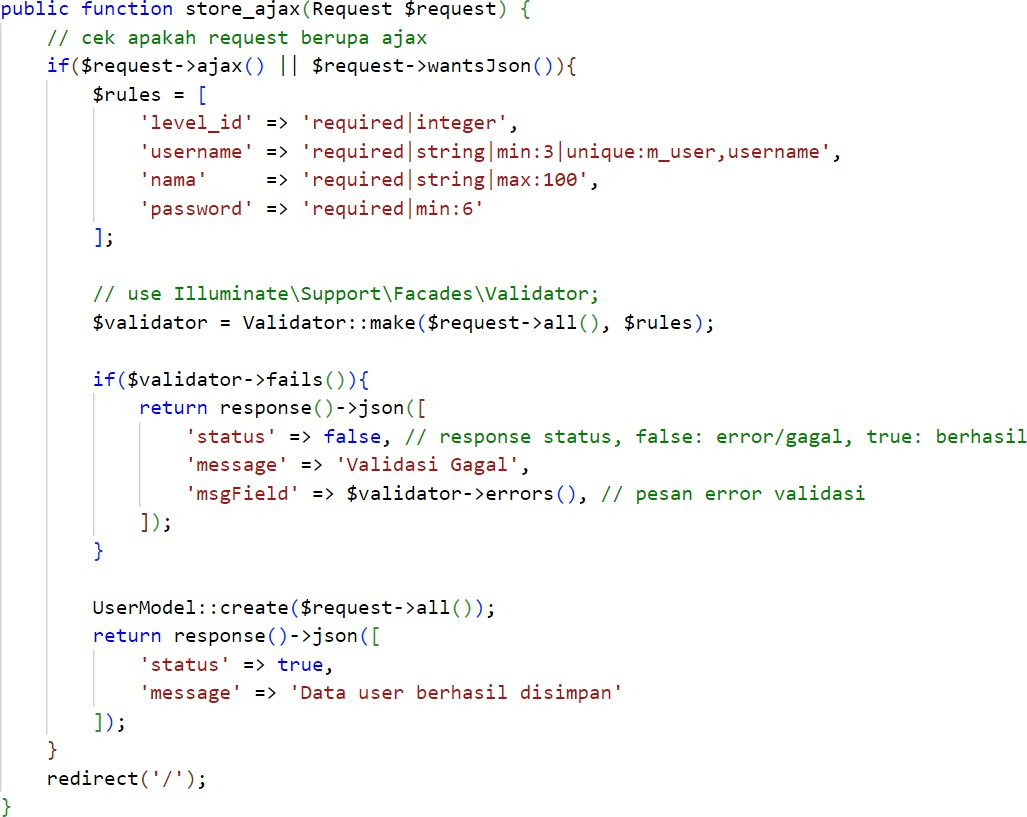 public function store_ajax(Request $request) {
    // cek apakah request berupa ajax
    if($request->ajax() || $request->wantsJson()){
        $rules = [
            'level_id' => 'required|integer',
            'username' => 'required|string|min:3|unique:m_user,username',
            'nama'     => 'required|string|max:100',
            'password' => 'required|min:6'
        ];

        // use Illuminate\Support\Facades\Validator;
        $validator = Validator::make($request->all(), $rules);

        if($validator->fails()){
            return response()->json([
                'status' => false, // response status, false: error/gagal, true: berhasil
                'message' => 'Validasi Gagal',
                'msgField' => $validator->errors(), // pesan error validasi
            ]);
        }

        UserModel::create($request->all());
        return response()->json([
            'status' => true,
            'message' => 'Data user berhasil disimpan'
        ]);
    }
    redirect('/');
}